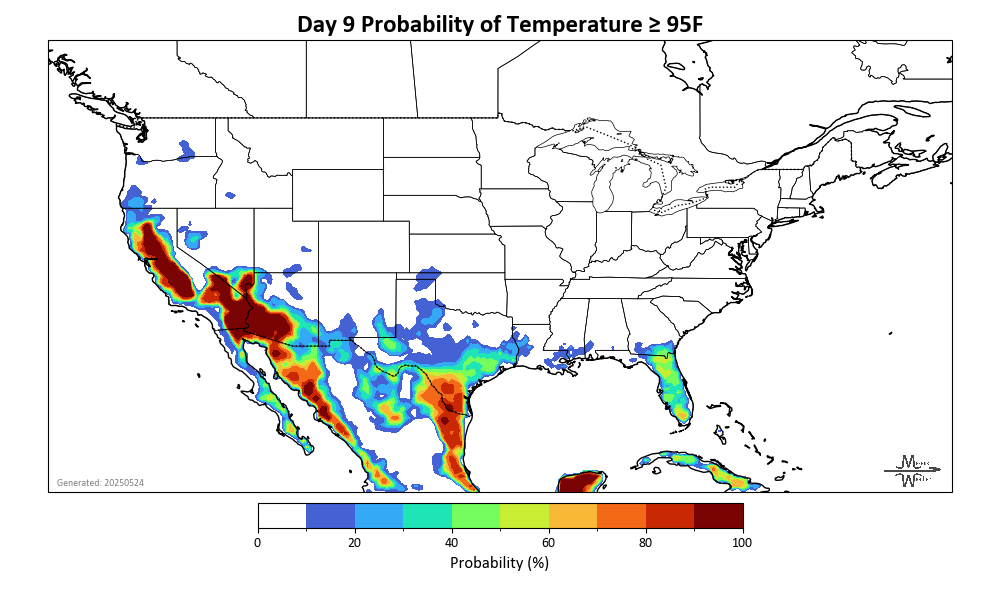 Day 9 Probability of Temperature ≥ 95F
Generated: 20250524
0 20 40 60 80 100
Probability (%)